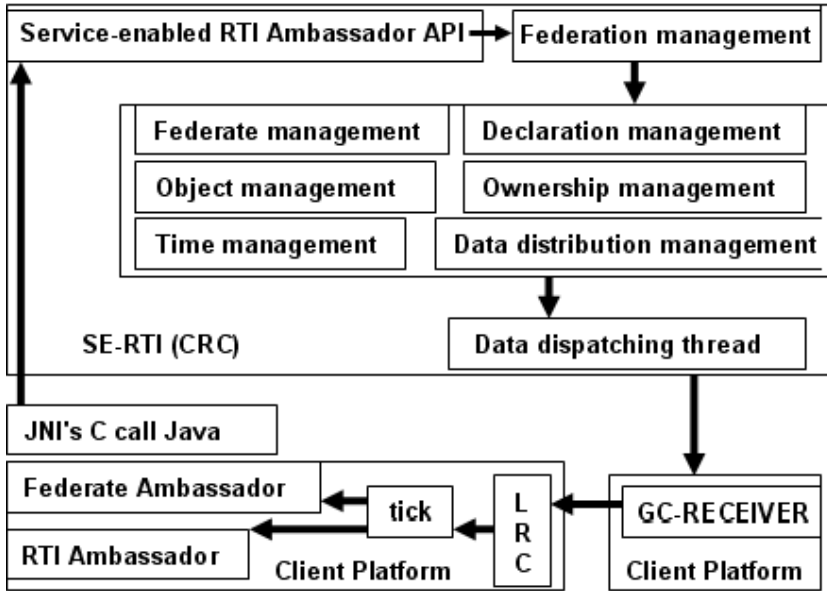 Service-enabled RTI Ambassador API
Federation management
Federate management
Declaration management
Object management
Ownership management
Time management
Data distribution management
SE-RTI (CRC)
Data dispatching thread
JNI's C call Java
Federate Ambassador
tick
L
R
C
GC-RECEIVER
RTI Ambassador
Client Platform
Client Platform